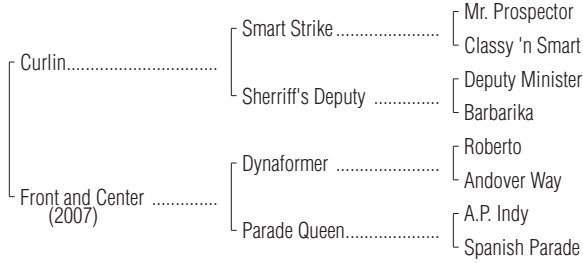 Mr. Prospector
Smart Strike
Classy 'n Smart
Curlin
Deputy Minister
Sherriff's Deputy
Barbarika
Roberto
Dynaformer
Andover Way
Front and Center
(2007)
A.P. Indy
Parade Queen
Spanish Parade